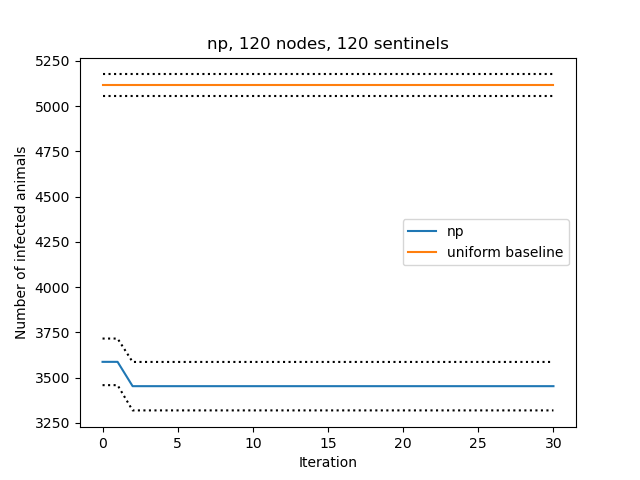 np, 120 nodes, 120 sentinels
5250
5000
4750
4500
4250
4000
3750
3500
3250
Number of infected animals
np
uniform baseline
0 5 10 15 20 25 30
Iteration